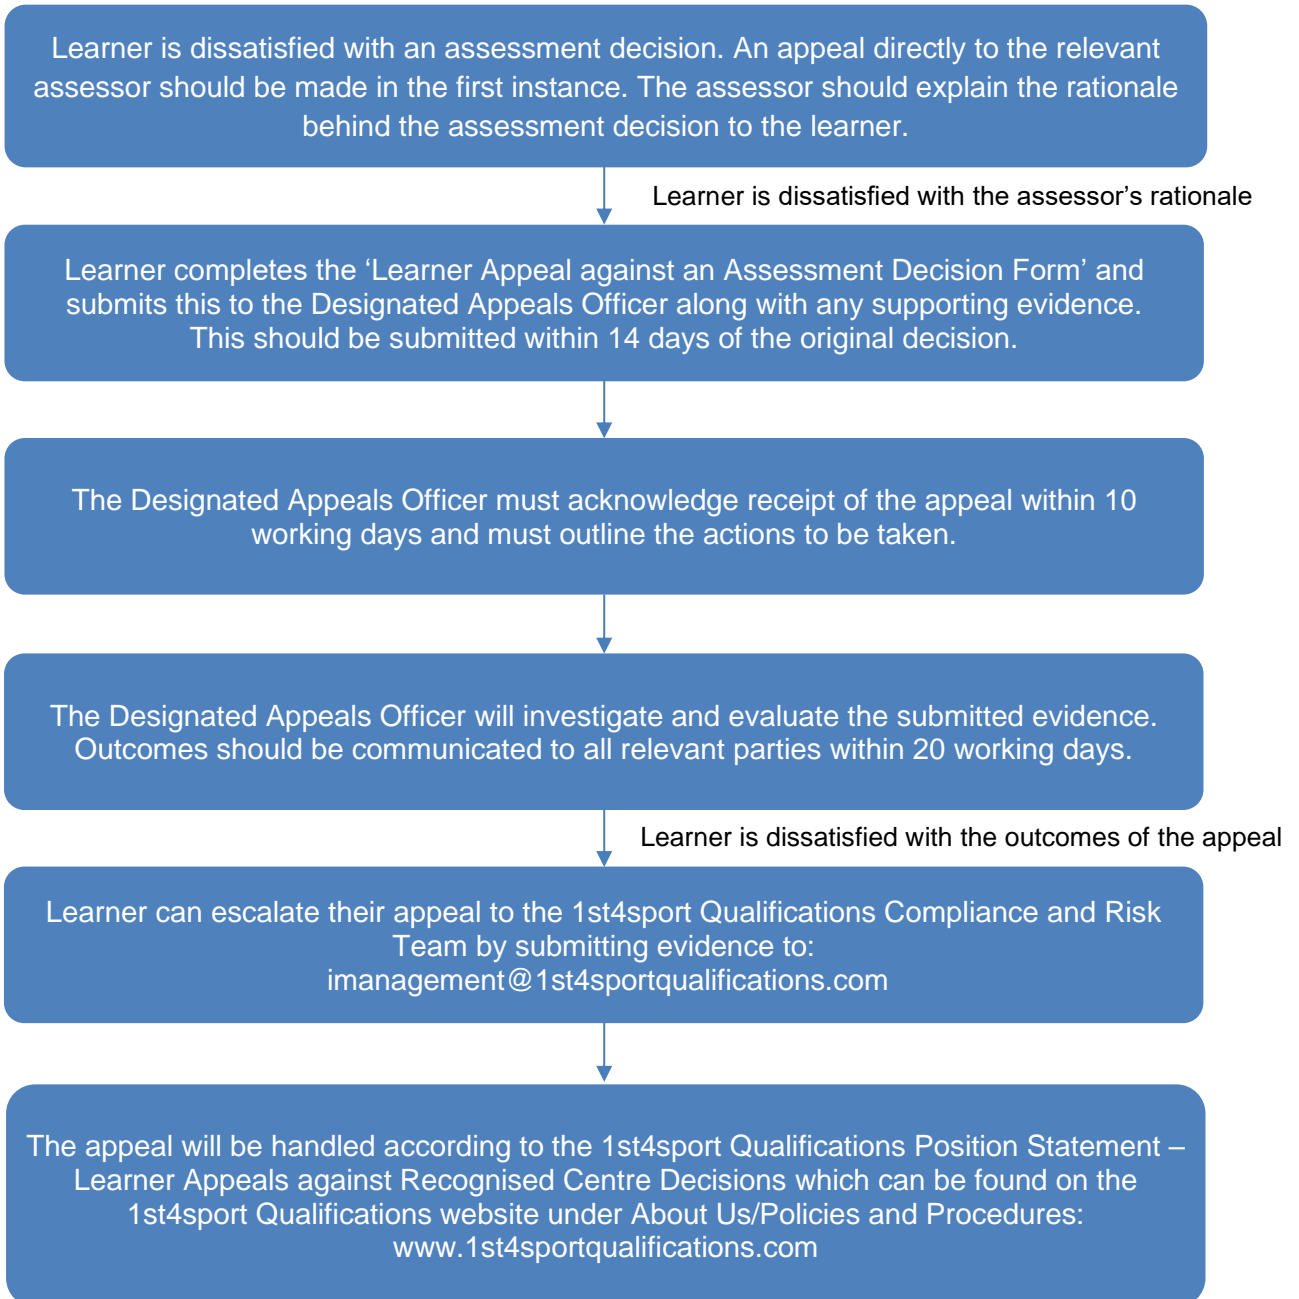 Learner is dissatisfied with an assessment decision. An appeal directly to the relevant
assessor should be made in the first instance. The assessor should explain the rationale
behind the assessment decision to the learner.
Learner is dissatisfied with the assessor’s rationale
Learner completes the ‘Learner Appeal against an Assessment Decision Form’ and
submits this to the Designated Appeals Officer along with any supporting evidence.
This should be submitted within 14 days of the original decision.
The Designated Appeals Officer must acknowledge receipt of the appeal within 10
working days and must outline the actions to be taken.
The Designated Appeals Officer will investigate and evaluate the submitted evidence.
Outcomes should be communicated to all relevant parties within 20 working days.
Learner is dissatisfied with the outcomes of the appeal
Learner can escalate their appeal to the 1st4sport Qualifications Compliance and Risk
Team by submitting evidence to:
imanagement@1st4sportqualifications.com
The appeal will be handled according to the 1st4sport Qualifications Position Statement –
Learner Appeals against Recognised Centre Decisions which can be found on the
1st4sport Qualifications website under About Us/Policies and Procedures:
www.1st4sportqualifications.com